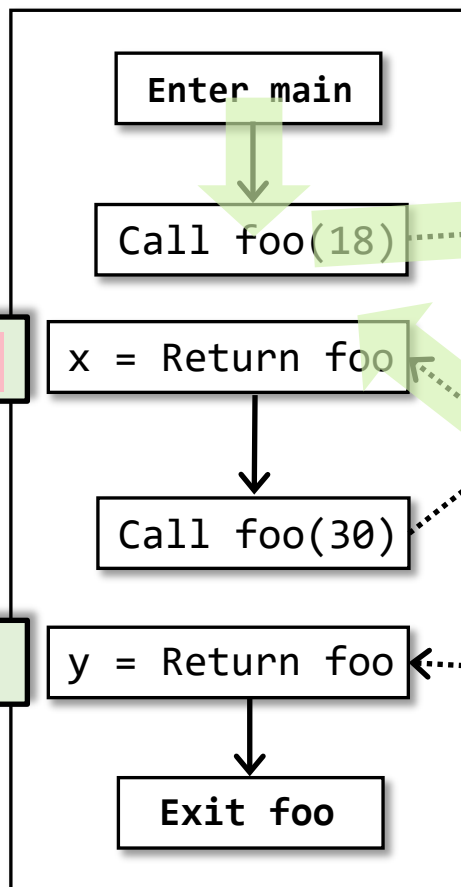 Enter main
Call foo(18)
x = Return foo
Call foo(30)
y = Return foo
Exit foo